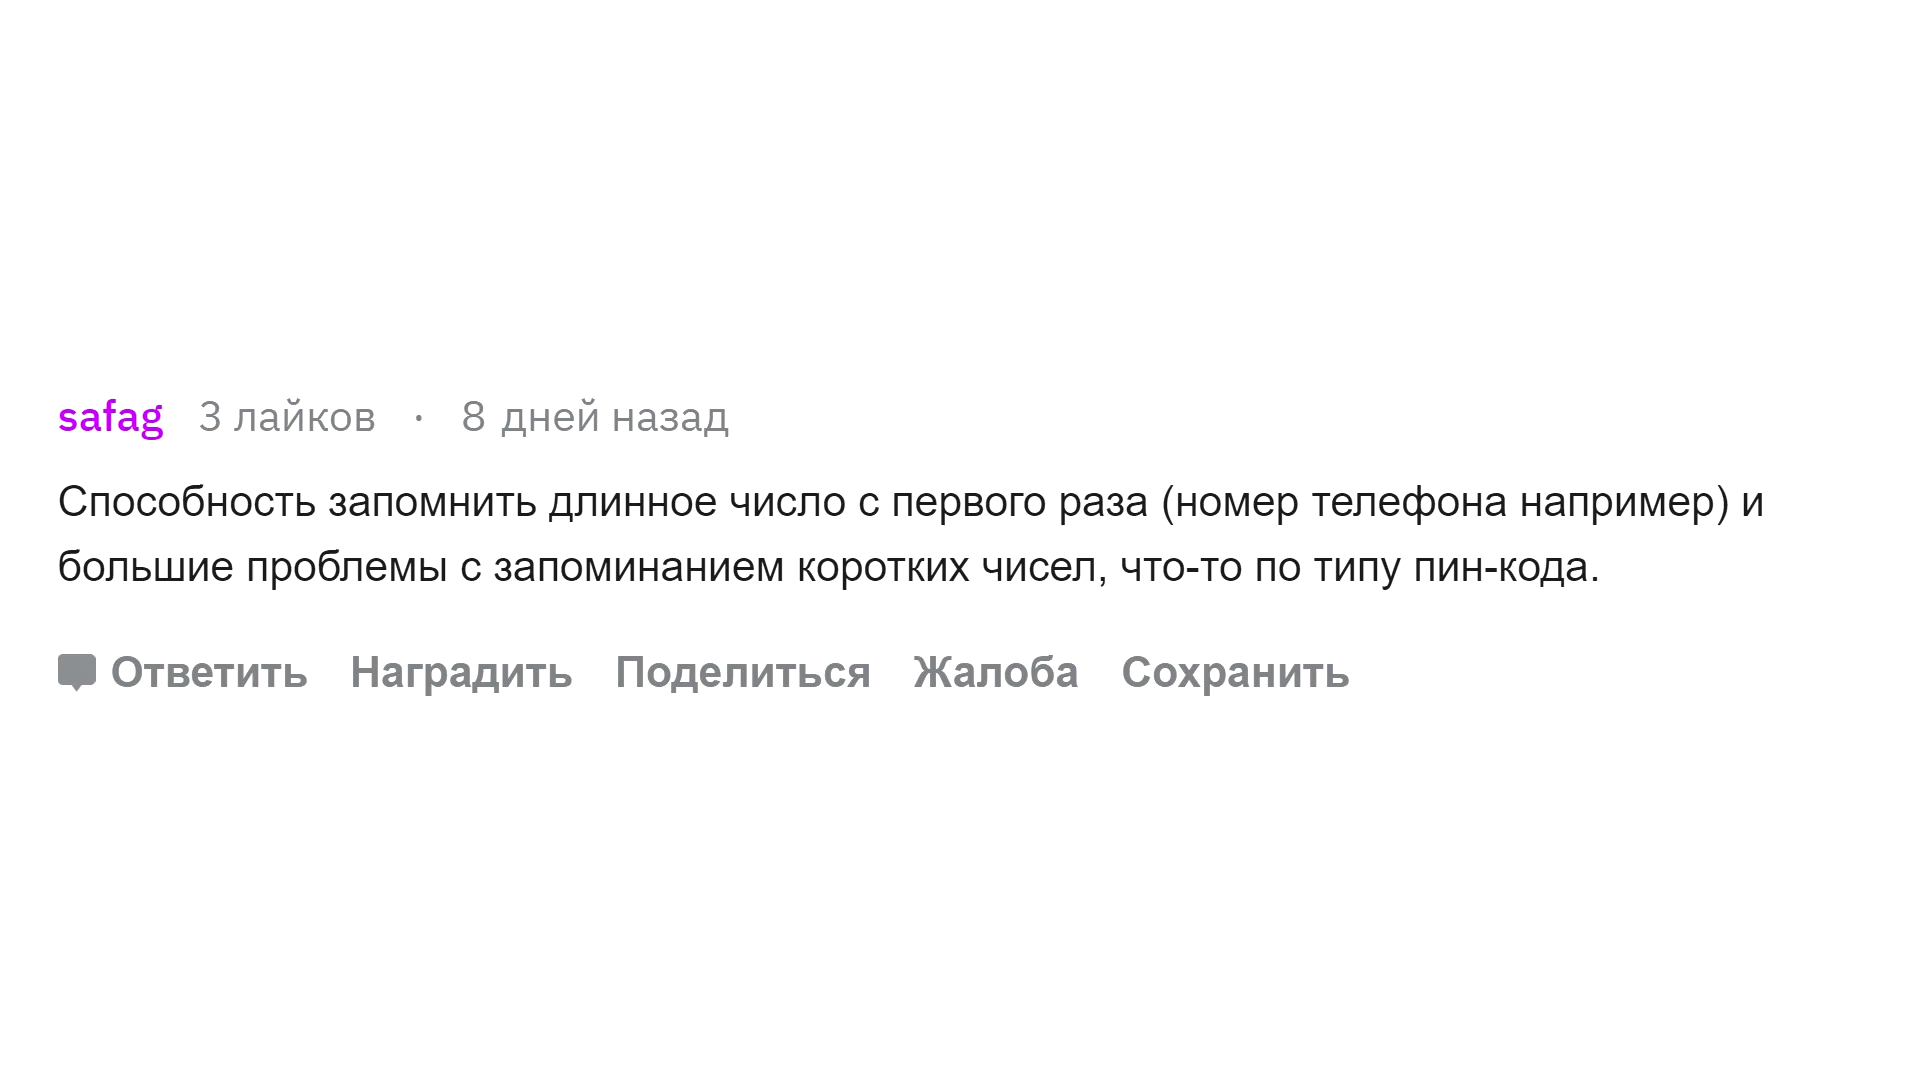 safag 3 лайков · 8 дней назад
Способность запомнить длинное число с первого раза (номер телефона например) и
большие проблемы с запоминанием коротких чисел, что-то по типу пин-кода.
Ответить Наградить Поделиться Жалоба Сохранить